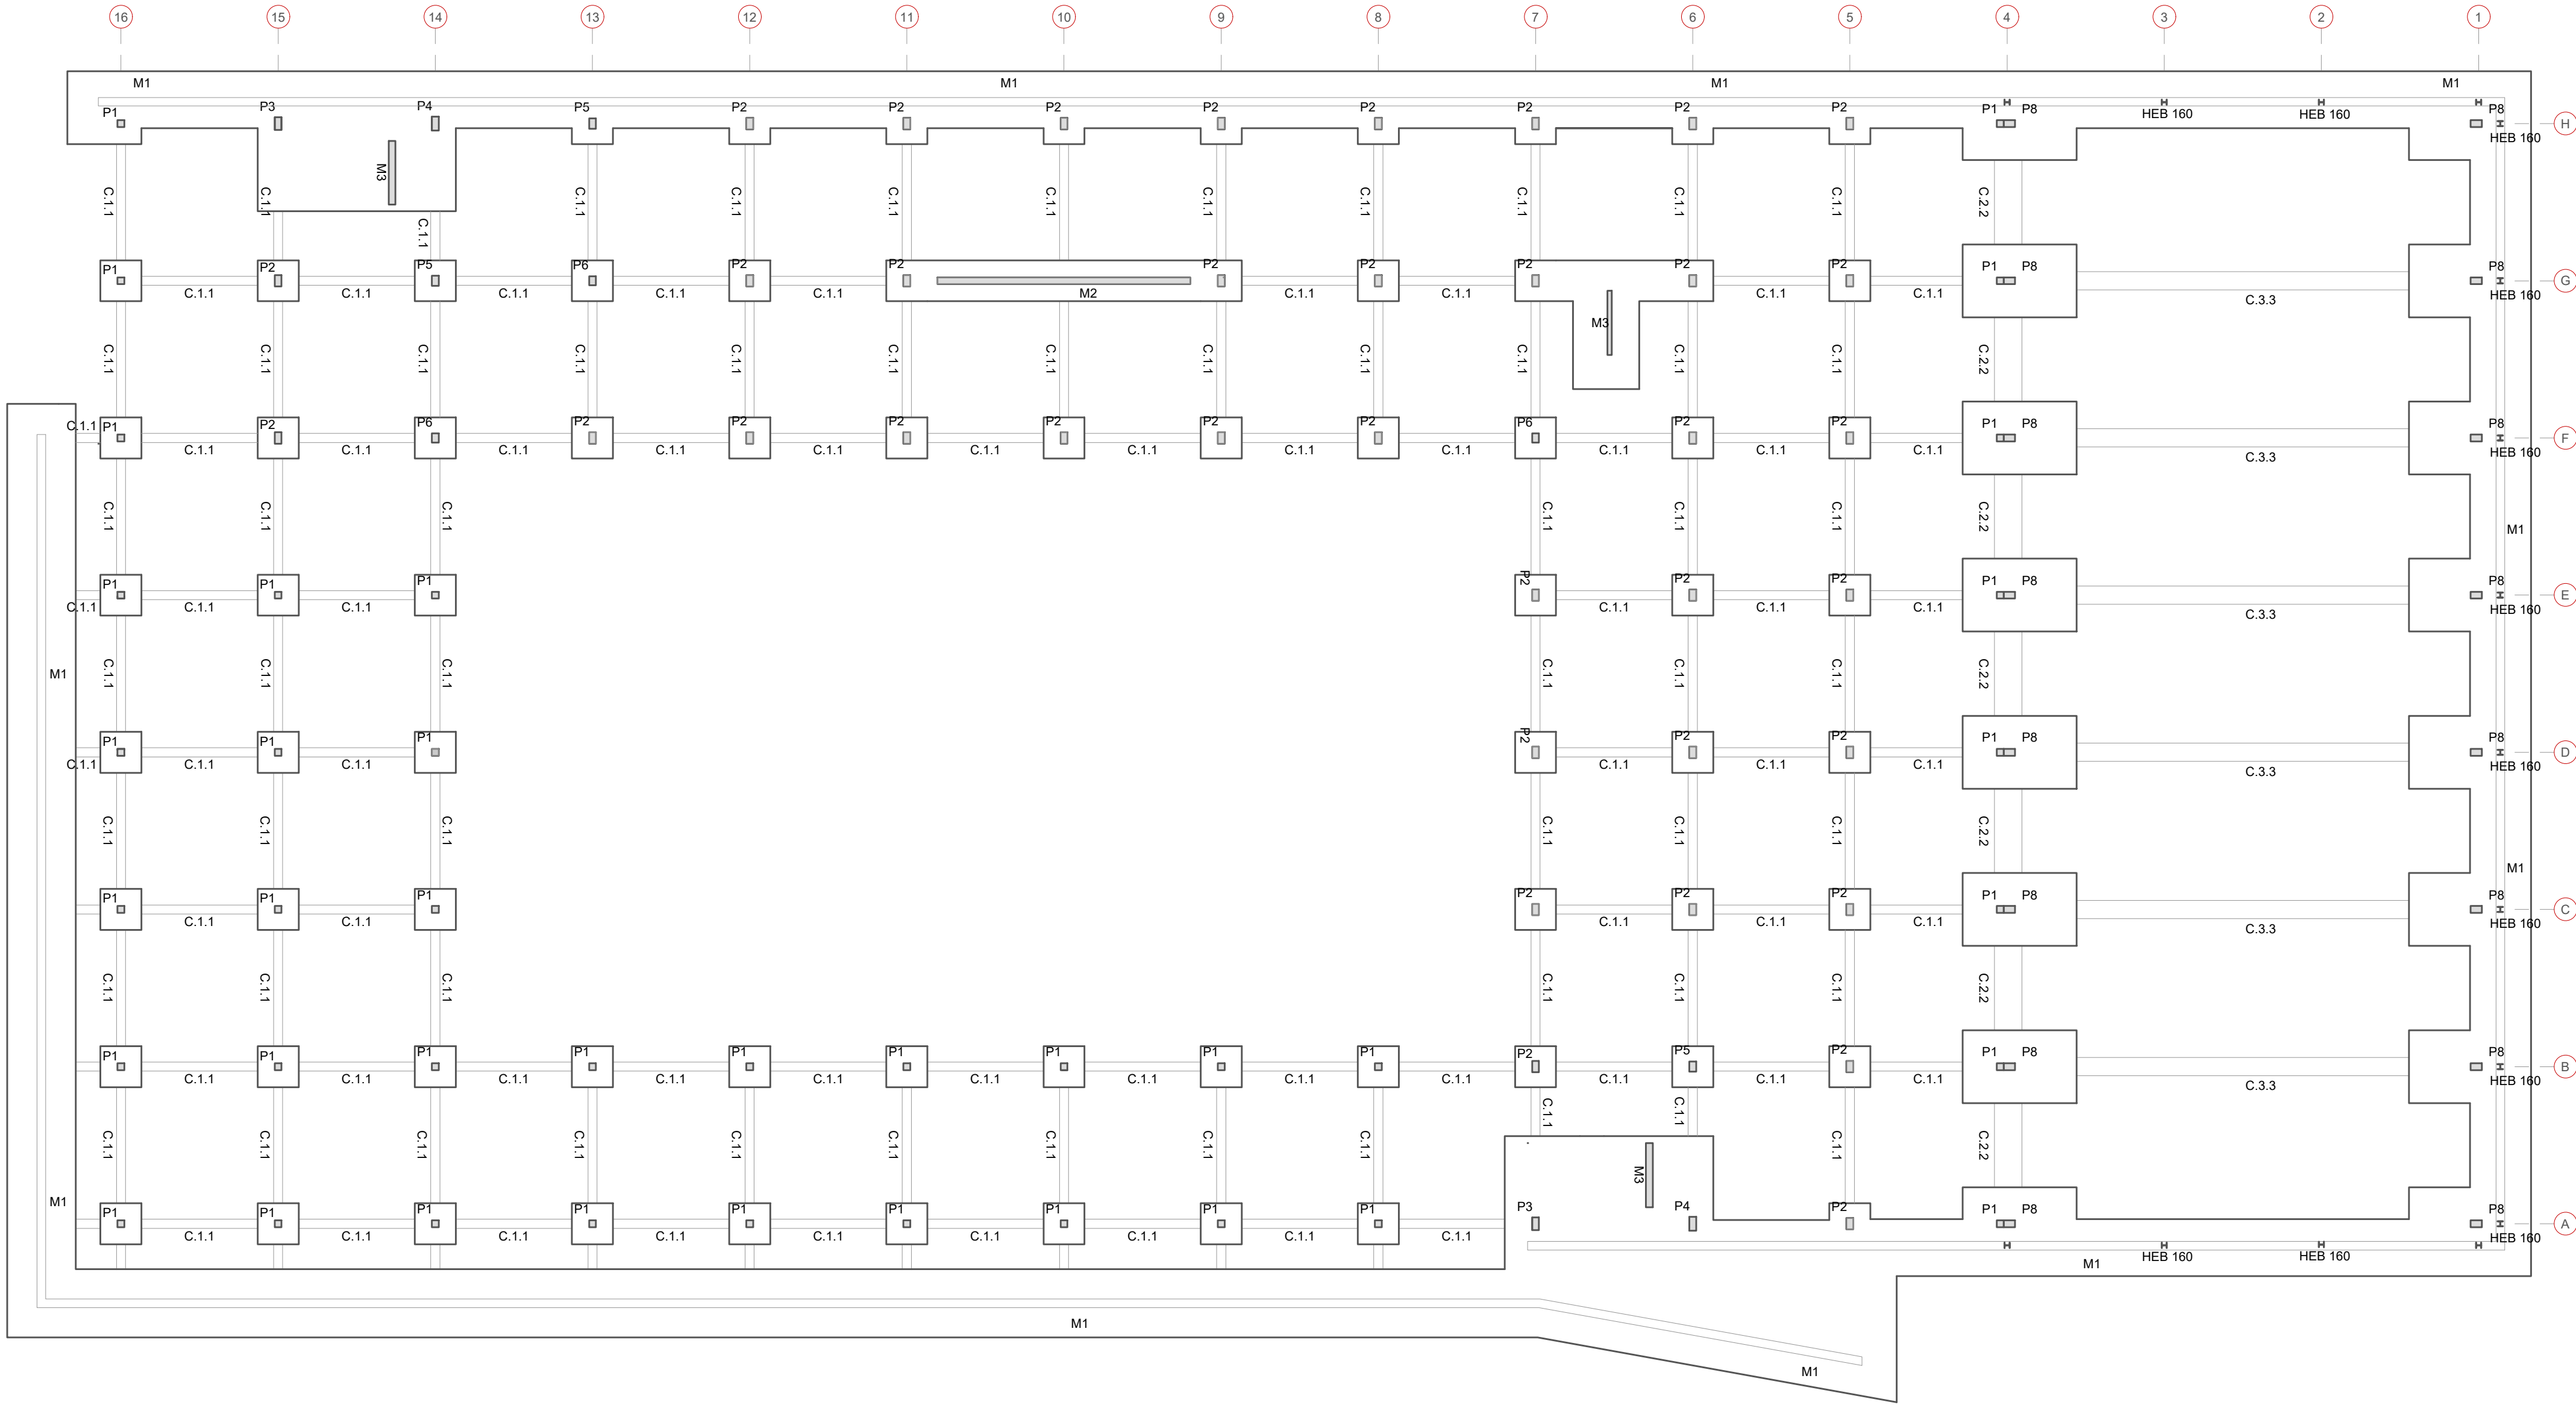 16 15 14 13 12 11 10 9 8 7 6 5 4 3 2 1
M1 M1 M1 M1
P1 P3 P4 P5 P2 P2 P2 P2 P2 P2 P2 P2 P1 P8 P8
HEB 160 HEB 160 H
HEB 160
M3
C.1.1 C.1.1 C.1.1 C.1.1 C.1.1 C.1.1 C.1.1 C.1.1 C.1.1 C.1.1 C.1.1 C.2.2
C.1.1
P1 P2 P5 P6 P2 P2 P2 P2 P2 P2 P2 P1 P8 P8
G
C.1.1 C.1.1 C.1.1 C.1.1 C.1.1 M2 C.1.1 C.1.1 C.1.1 C.1.1 C.3.3 HEB 160
M3
C.1.1 C.1.1 C.1.1 C.1.1 C.1.1 C.1.1 C.1.1 C.1.1 C.1.1 C.1.1 C.1.1 C.1.1 C.2.2
C.1.1 P1 P2 P6 P2 P2 P2 P2 P2 P2 P6 P2 P2 P1 P8 P8
F
C.1.1 C.1.1 C.1.1 C.1.1 C.1.1 C.1.1 C.1.1 C.1.1 C.1.1 C.1.1 C.1.1 C.1.1 C.3.3 HEB 160
C.1.1 C.1.1 C.1.1 C.1.1 C.1.1 C.1.1 C.2.2 M1
P1 P1 P1 P2 P2 P2 P1 P8 P8
E
C.1.1 C.1.1 C.1.1 C.1.1 C.1.1 C.1.1 C.3.3 HEB 160
M1 C.1.1 C.1.1 C.1.1 C.1.1 C.1.1 C.1.1 C.2.2
P1 P1 P1 P2 P2 P2 P1 P8 P8
D
C.1.1 C.1.1 C.1.1 C.1.1 C.1.1 C.1.1 C.3.3 HEB 160
C.1.1 C.1.1 C.1.1 C.1.1 C.1.1 C.1.1 C.2.2
M1
P1 P1 P1 P2 P2 P2 P1 P8 P8
C
C.1.1 C.1.1 C.1.1 C.1.1 C.1.1 C.3.3 HEB 160
C.1.1 C.1.1 C.1.1 C.1.1 C.1.1 C.1.1 C.2.2
P1 P1 P1 P1 P1 P1 P1 P1 P1 P2 P5 P2 P1 P8 P8
B
C.1.1 C.1.1 C.1.1 C.1.1 C.1.1 C.1.1 C.1.1 C.1.1 C.1.1 C.1.1 C.1.1 C.1.1 C.3.3 HEB 160
C.1.1 C.1.1
C.1.1 C.1.1 C.1.1 C.1.1 C.1.1 C.1.1 C.1.1 C.1.1 C.1.1 C.1.1 C.2.2
M3
M1
P1 P1 P1 P1 P1 P1 P1 P1 P1 P3 P4 P2 P1 P8 P8
A
C.1.1 C.1.1 C.1.1 C.1.1 C.1.1 C.1.1 C.1.1 C.1.1 C.1.1 HEB 160
HEB 160 HEB 160
M1
M1
M1